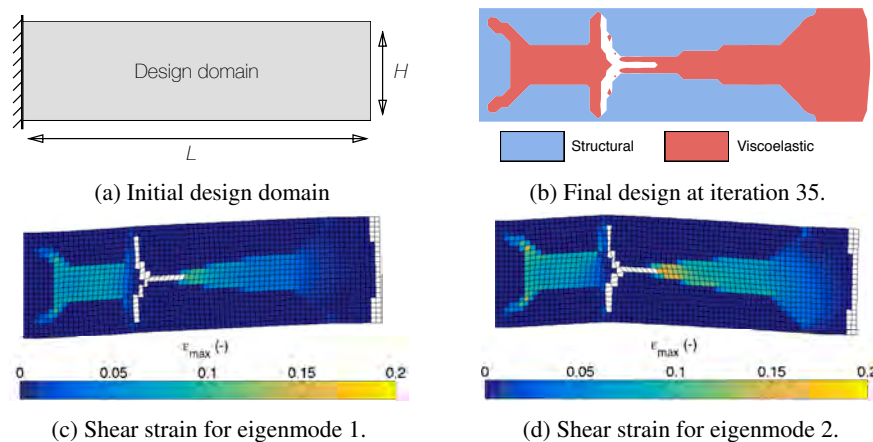 Design domain
H
L
(a) Initial design domain
Structural
Viscoelastic
(b) Final design at iteration 35.
ε max (-)
0 0.05 0.1 0.15 0.2
(c) Shear strain for eigenmode 1.
ε max (-)
0 0.05 0.1 0.15 0.2
(d) Shear strain for eigenmode 2.